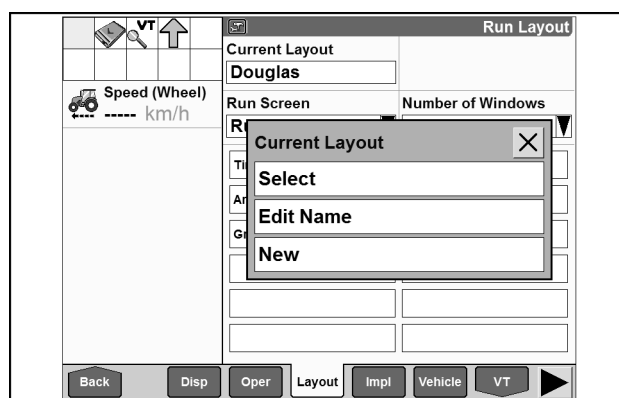 VT
Run Layout
Current Layout
Douglas
Speed (Wheel)
----- km/h
Run Screen
Number of Windows
Current Layout
Select
Edit Name
New
Back
Disp
Oper
Layout
Impl
Vehicle
VT